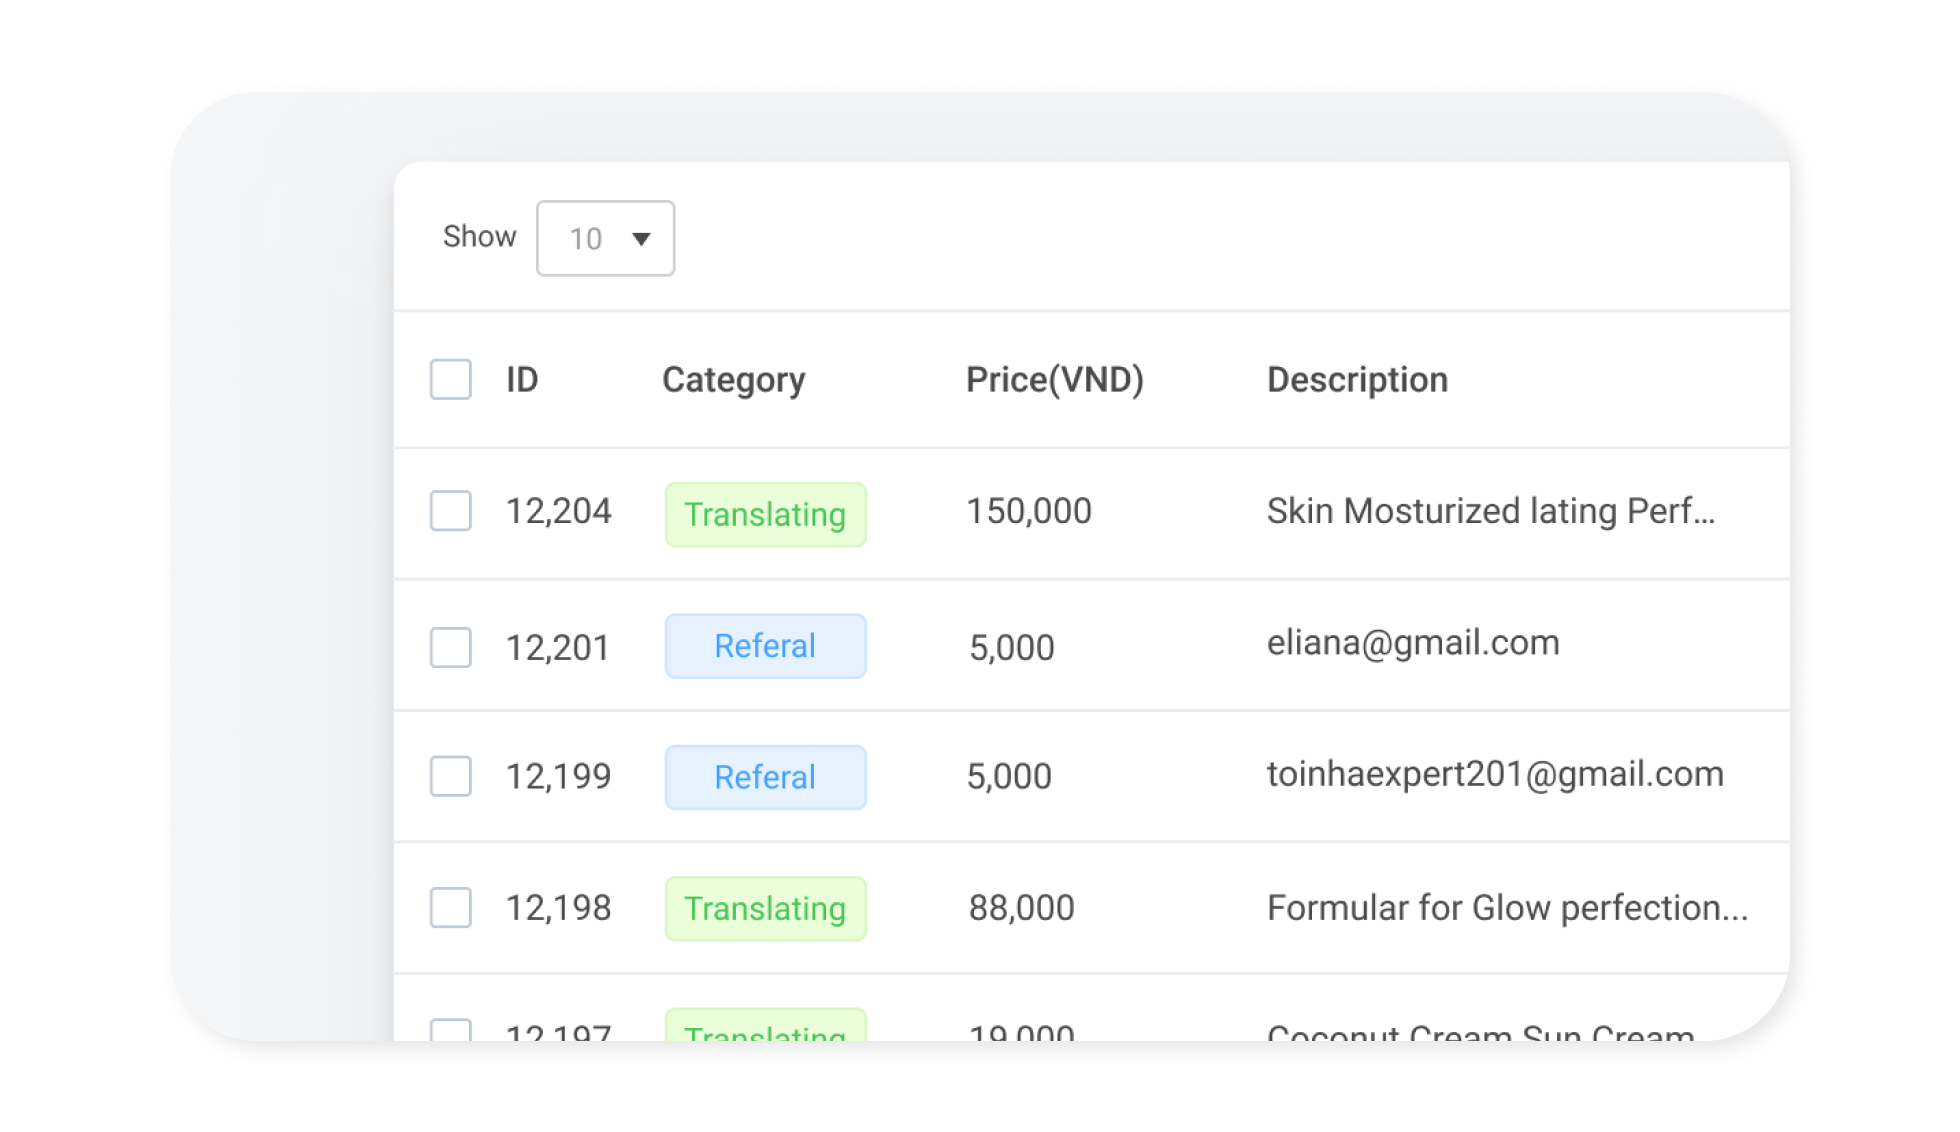 Show 10
ID Category Price(VND) Description
12,204 Translating 150,000 Skin Mosturized lating Perf...
12,201 Referal 5,000 eliana@gmail.com
12,199 Referal 5,000 toinhaexpert201@gmail.com
12,198 Translating 88,000 Formular for Glow perfection...
12,197 Translating 19,000 Coconut Cream Sun Cream